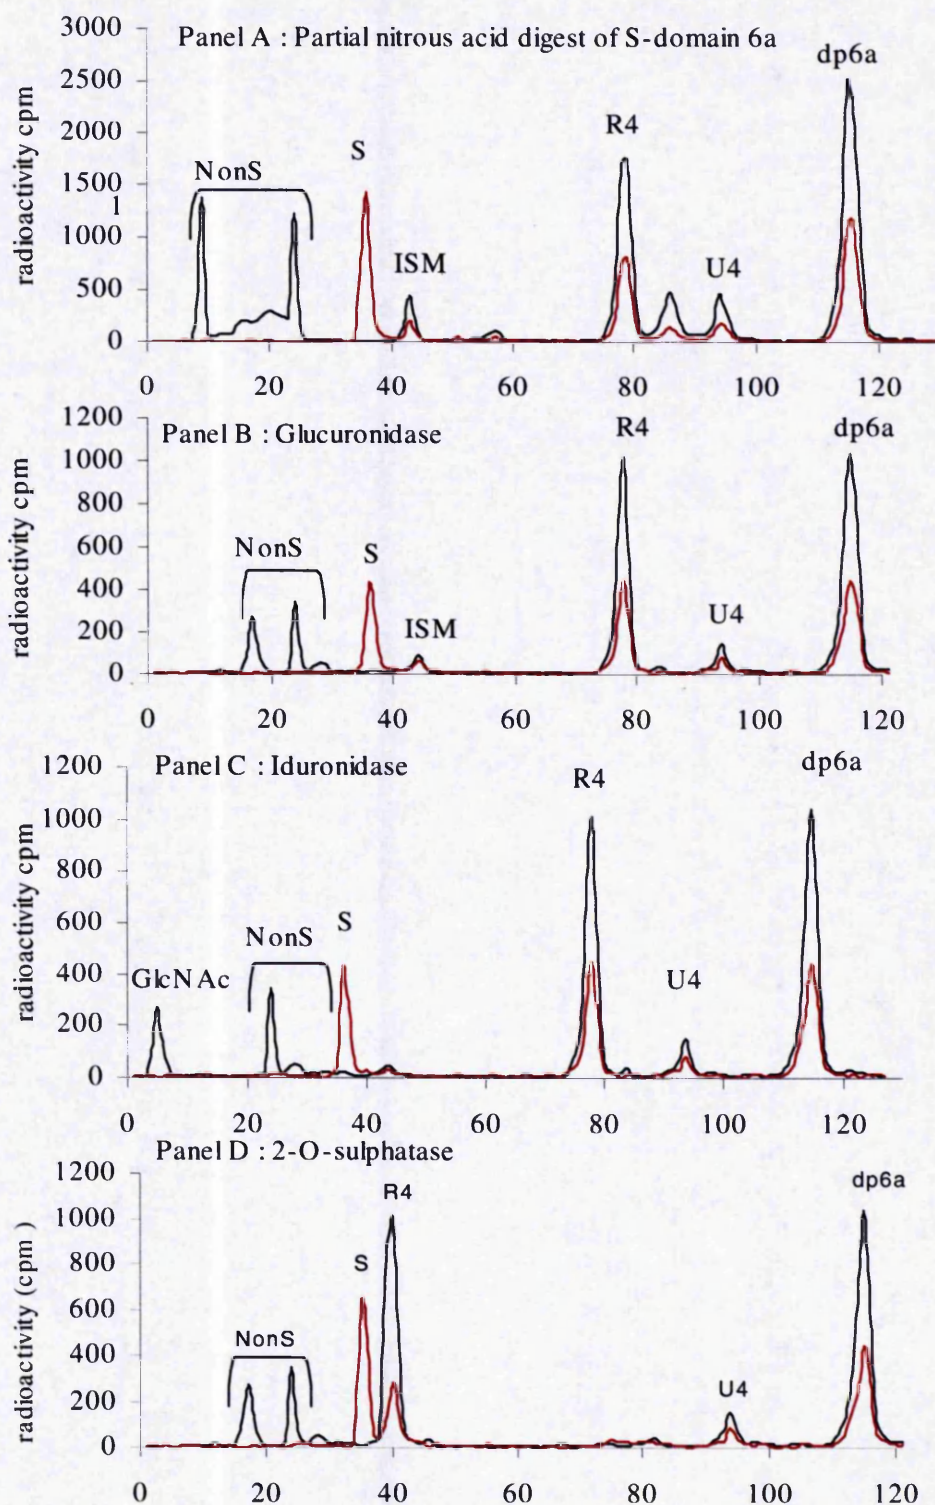 Panel A : Partial nitrous acid digest of S-domain 6a
radioactivity cpm
3000
2500
2000
1500
1
1000
500
0
NonS
S
ISM
R4
U4
dp6a
0 20 40 60 80 100 120
Panel B : Glucuronidase
radioactivity cpm
1200
1000
800
600
400
200
0
NonS
S
ISM
R4
U4
dp6a
0 20 40 60 80 100 120
Panel C : Iduronidase
radioactivity cpm
1200
1000
800
600
400
200
0
GlcNAc
NonS
S
R4
U4
dp6a
0 20 40 60 80 100 120
Panel D : 2-O-sulphatase
radioactivity (cpm )
1200
1000
800
600
400
200
0
NonS
S
R4
U4
dp6a
0 20 40 60 80 100 120